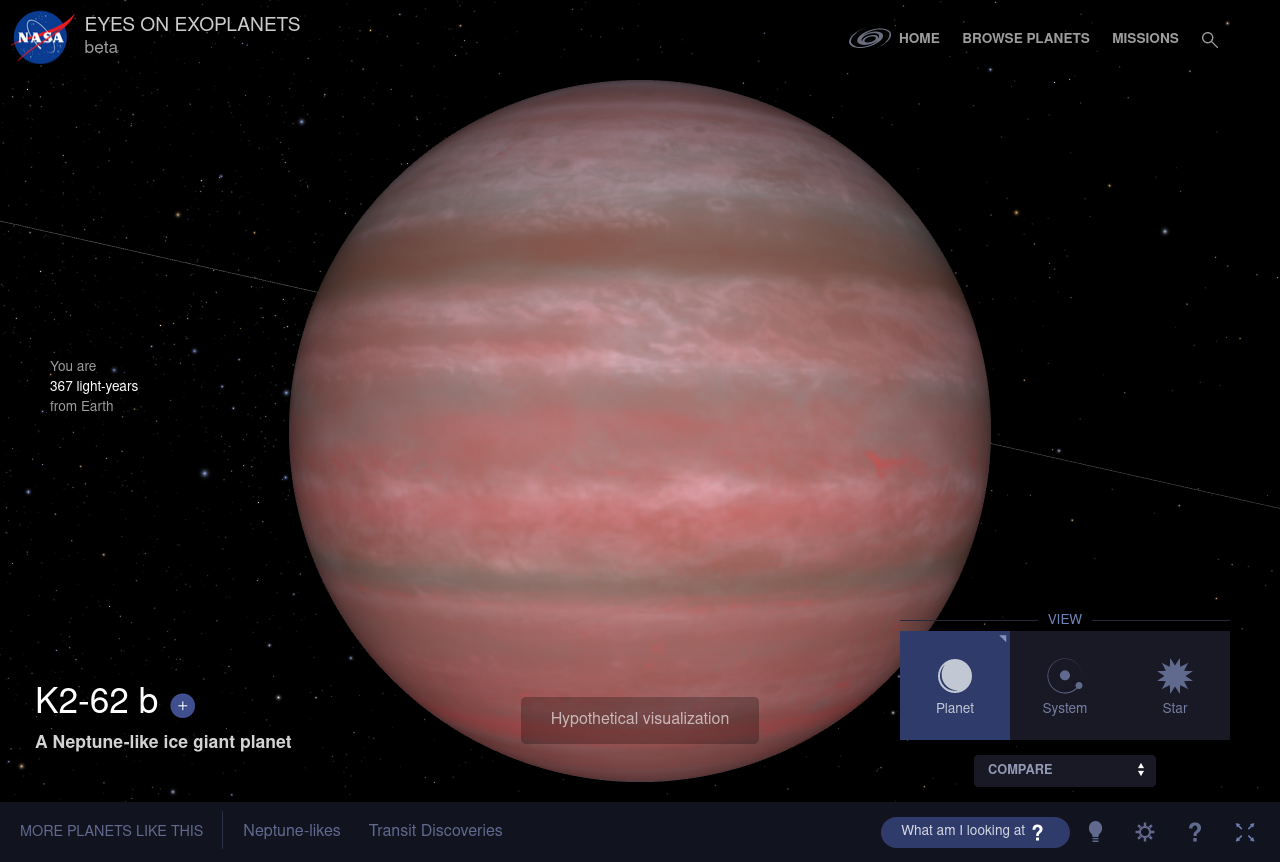 NASA
EYES ON EXOPLANETS
beta
HOME
BROWSE PLANETS
MISSIONS
You are
367 light-years
from Earth
VIEW
Planet
System
Star
K2-62 b +
A Neptune-like ice giant planet
Hypothetical visualization
COMPARE
MORE PLANETS LIKE THIS
Neptune-likes
Transit Discoveries
What am I looking at ?
?